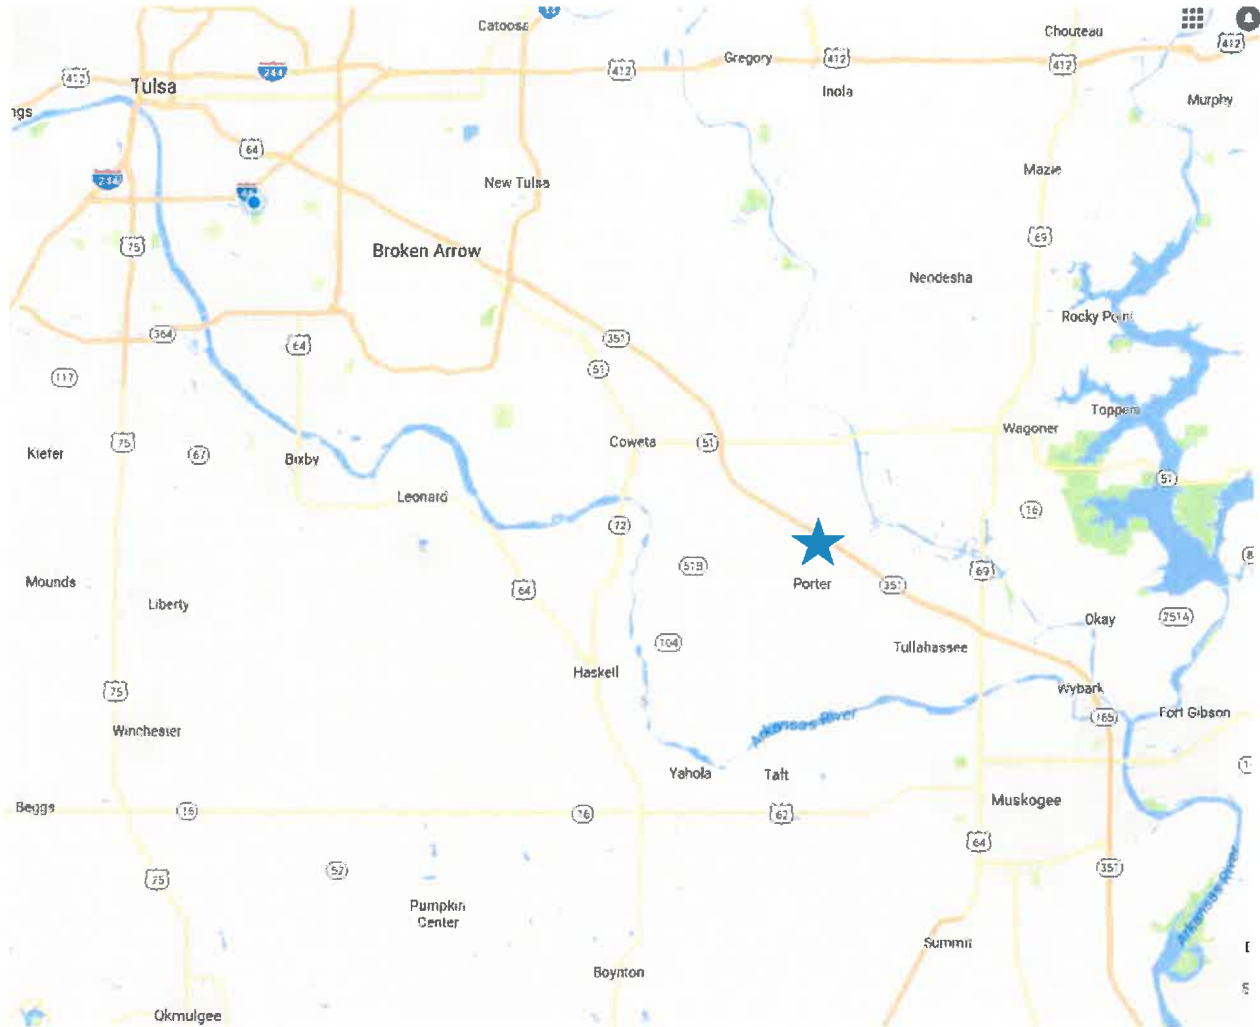 Catoosa
44
Chouteau
412
Gregory
412
412
244
412
412
Tulsa
Inola
ngs
Murphy
64
Mazie
244
New Tulsa
44
75
69
Broken Arrow
Neodesha
Rocky Point
364
64
351
51
117
Toppers
Wagoner
75
Coweta
51
Kiefer
67
Bixby
51
Leonard
16
72
51B
69
Mounds
Porter
351
64
Liberty
Okay
251A
104
Tullahassee
Haskell
75
Wybark
165
Fort Gibson
Arkansas River
Winchester
Yahola
Taft
Muskogee
Beggs
16
16
62
64
52
351
75
Pumpkin
Center
Arkansas River
Summit
Boynton
Okmulgee